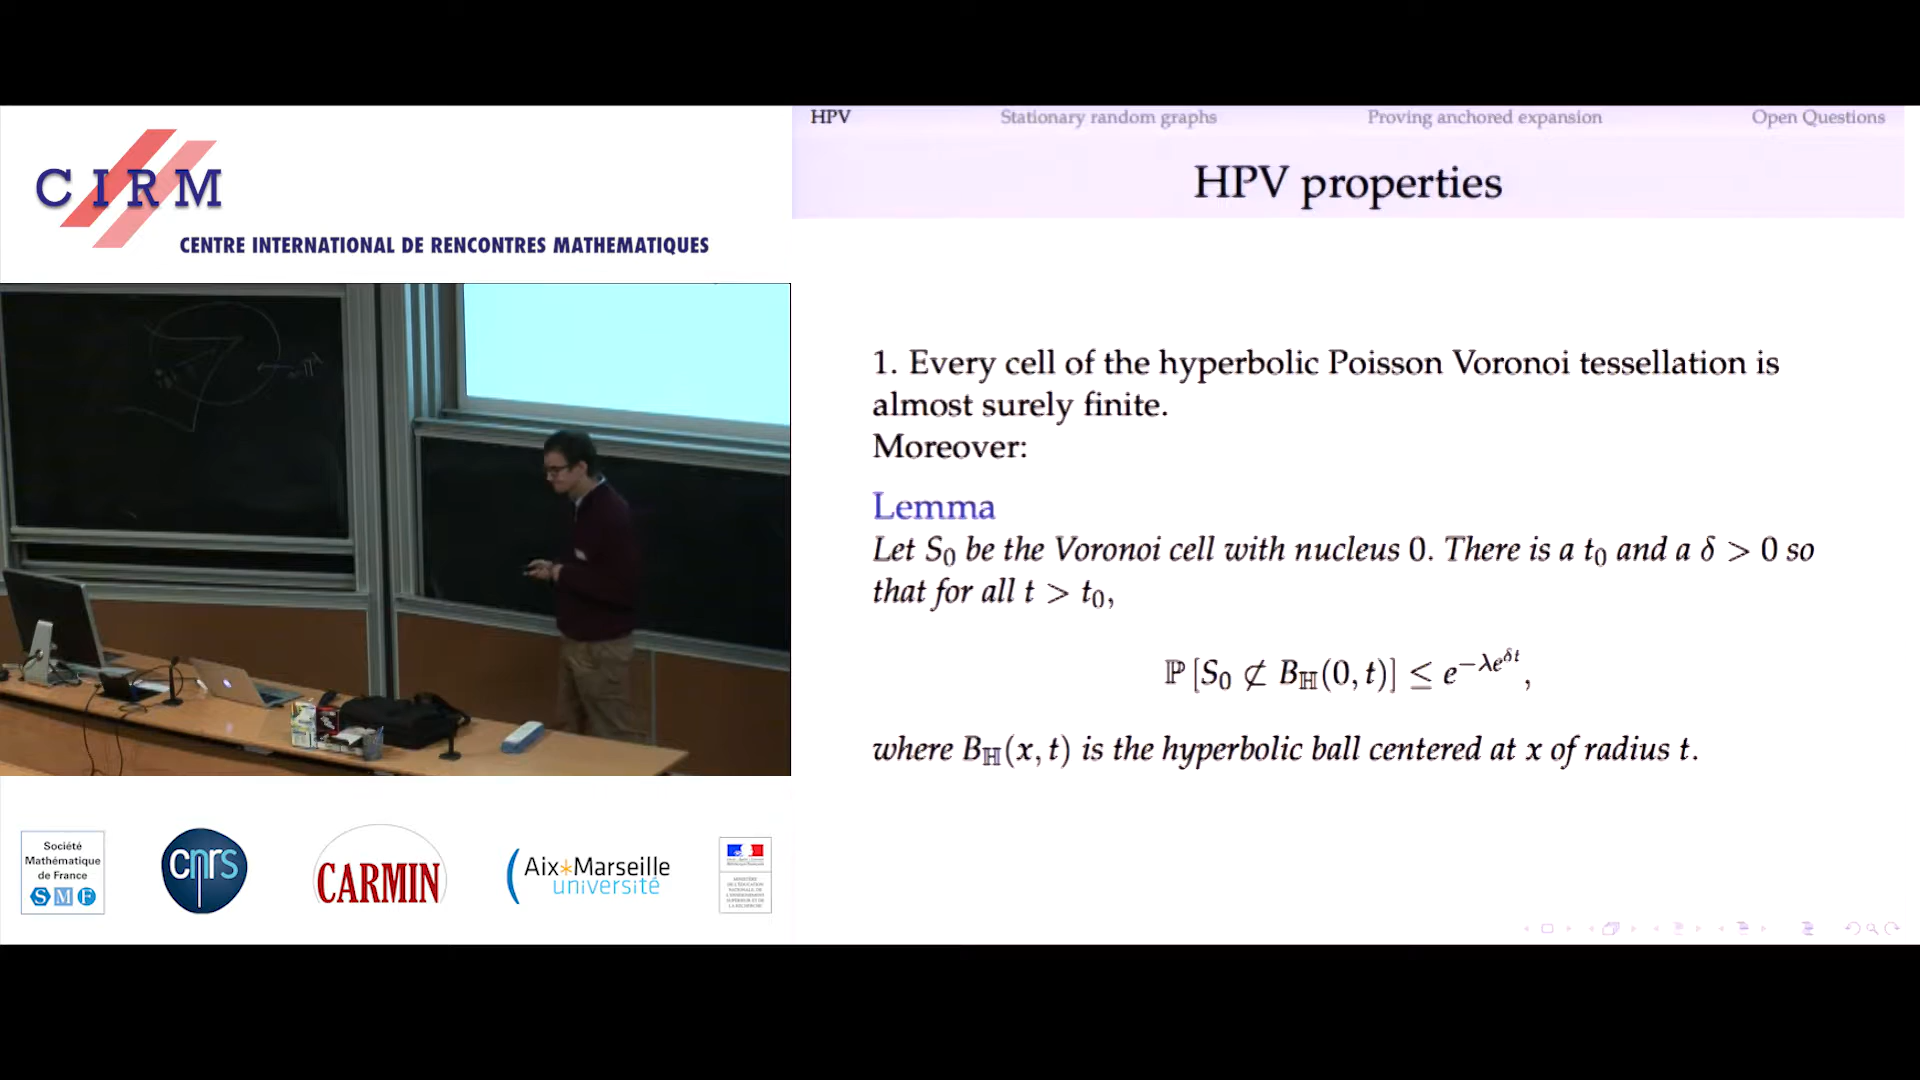 CIRM
CENTRE INTERNATIONAL DE RENCONTRES MATHEMATIQUES
Société
Mathématique
de France
S M F
cnrs
CARMIN
Aix*Marseille
université
HPV Stationary random graphs Proving anchored expansion Open Questions
HPV properties
1. Every cell of the hyperbolic Poisson Voronoi tessellation is
almost surely finite.
Moreover:
Lemma
Let S₀ be the Voronoi cell with nucleus 0. There is a t₀ and a δ > 0 so
that for all t > t₀,
ℙ [S₀ ⊄ B_ℍ(0, t)] ≤ e^{−λe^{δt}},
where B_ℍ(x, t) is the hyperbolic ball centered at x of radius t.